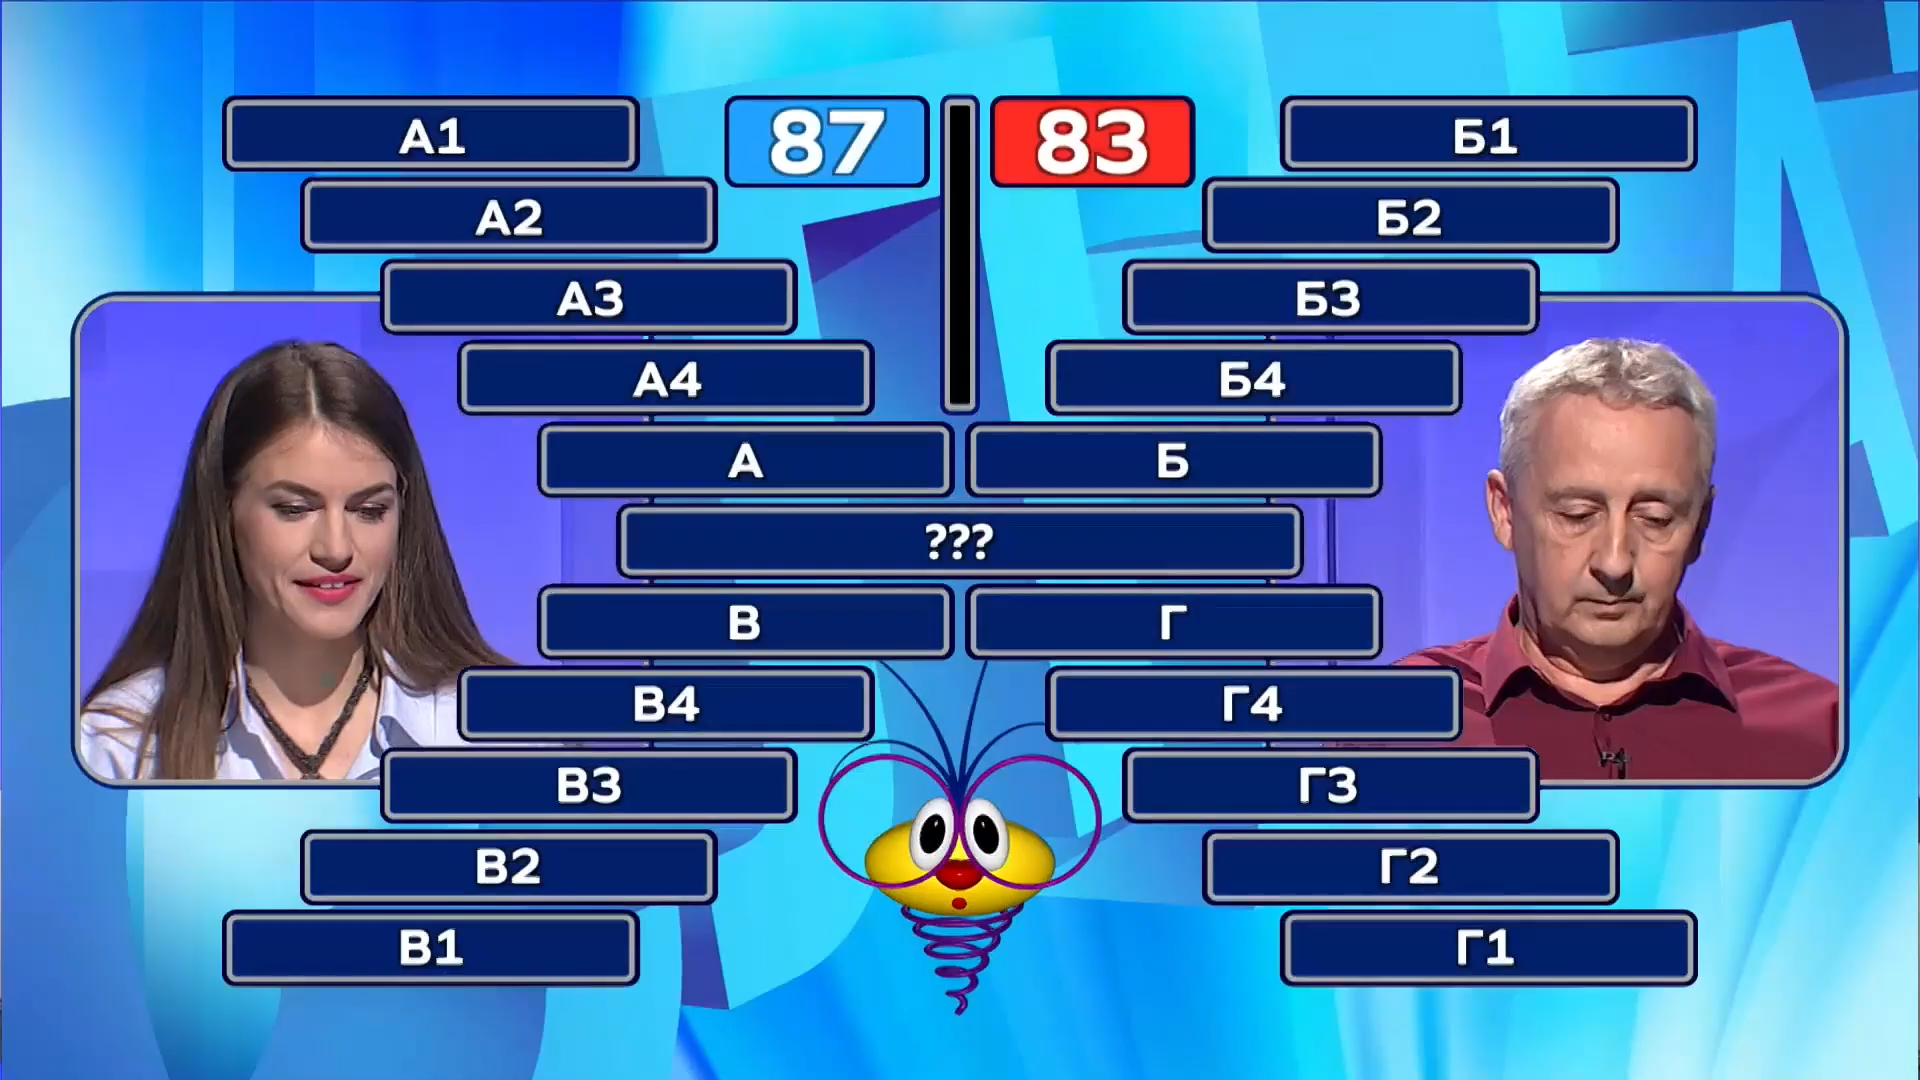 А1 87 83 Б1
А2 Б2
А3 Б3
А4 Б4
А Б
???
В Г
В4 Г4
В3 Г3
В2 Г2
В1 Г1